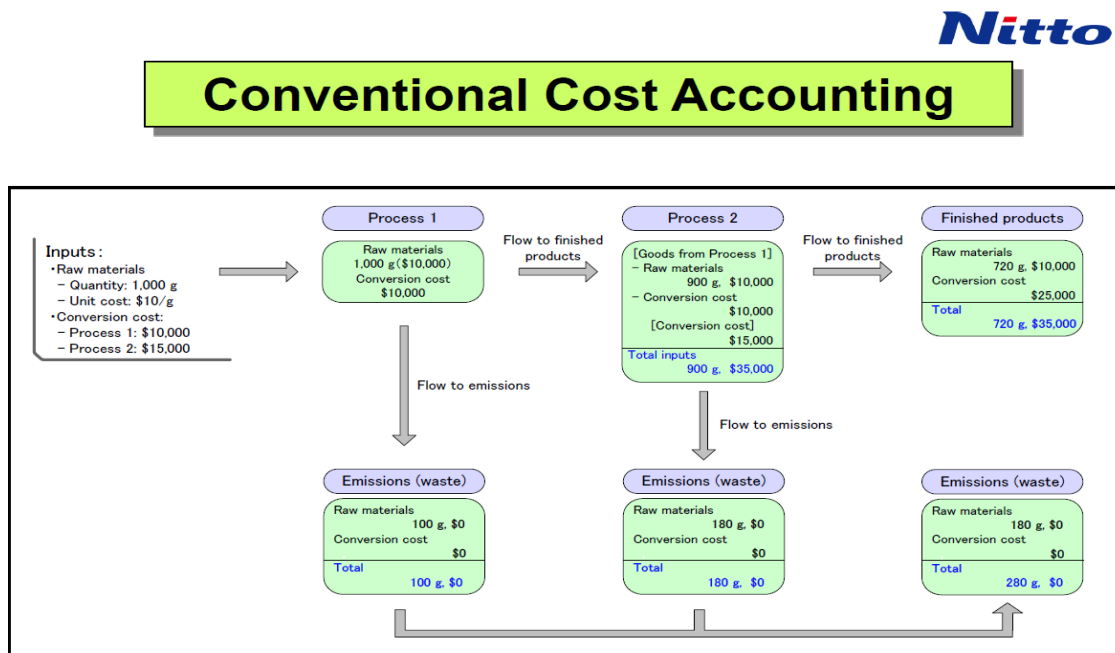 Nitto
Conventional Cost Accounting
Inputs:
・Raw materials
− Quantity: 1,000 g
− Unit cost: $10/g
・Conversion cost:
− Process 1: $10,000
− Process 2: $15,000
Process 1
Raw materials
1,000 g($10,000)
Conversion cost
$10,000
Flow to finished
products
Process 2
[Goods from Process 1]
− Raw materials
900 g, $10,000
− Conversion cost
$10,000
[Conversion cost]
$15,000
Total inputs
900 g, $35,000
Flow to finished
products
Finished products
Raw materials
720 g, $10,000
Conversion cost
$25,000
Total
720 g, $35,000
Flow to emissions
Flow to emissions
Emissions (waste)
Raw materials
100 g, $0
Conversion cost
$0
Total
100 g, $0
Emissions (waste)
Raw materials
180 g, $0
Conversion cost
$0
Total
180 g, $0
Emissions (waste)
Raw materials
180 g, $0
Conversion cost
$0
Total
280 g, $0